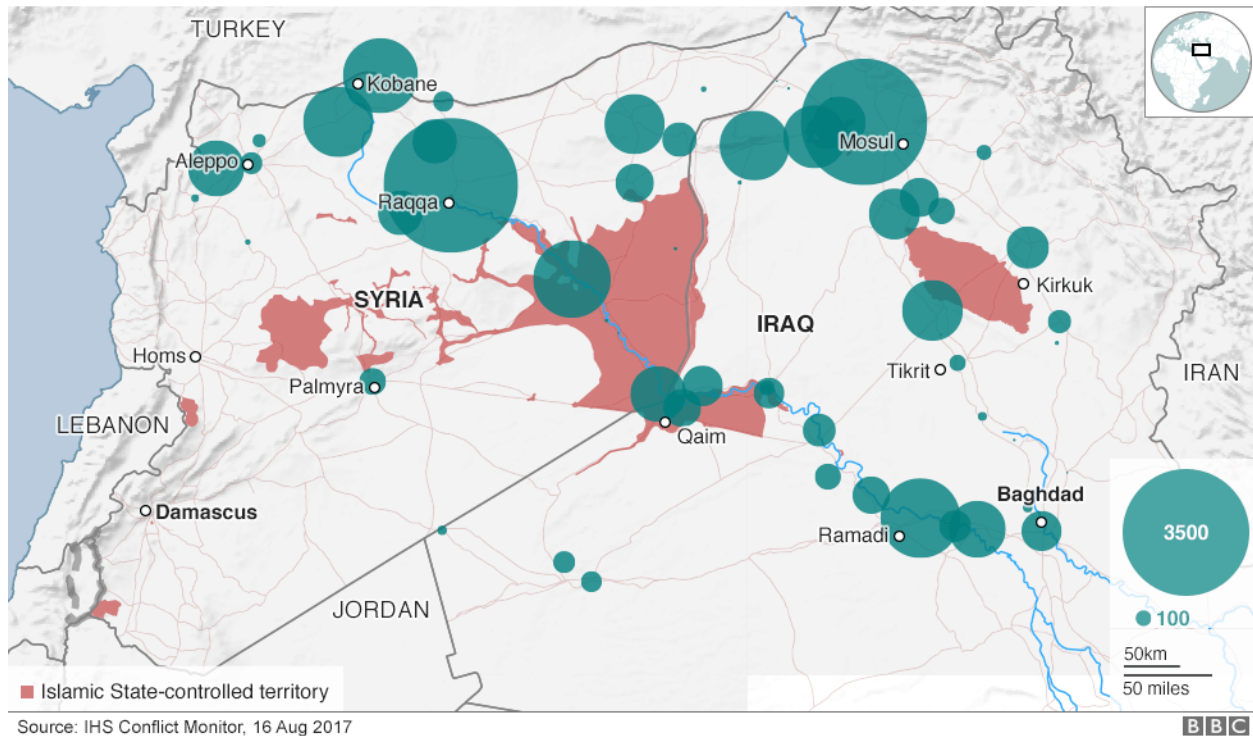 TURKEY
Kobane
Aleppo
Mosul
Raqqa
SYRIA
Kirkuk
IRAQ
Homs
Tikrit
IRAN
Palmyra
LEBANON
Qaim
Damascus
Baghdad
3500
Ramadi
JORDAN
100
50km
50 miles
Islamic State-controlled territory
Source: IHS Conflict Monitor, 16 Aug 2017
BBC